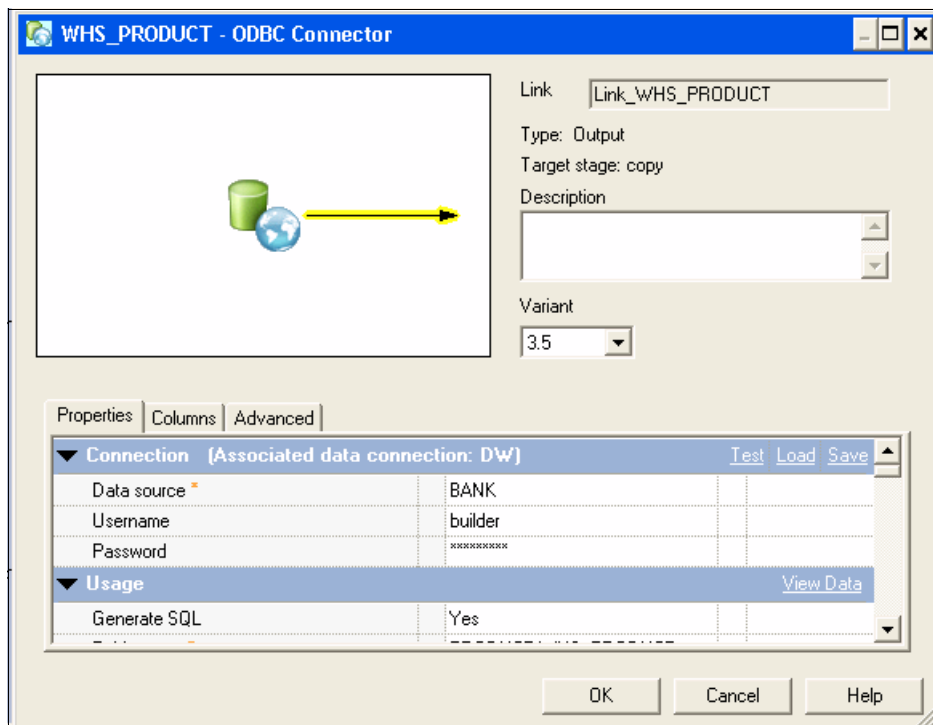 WHS_PRODUCT - ODBC Connector
Link Link_WHS_PRODUCT
Type: Output
Target stage: copy
Description
Variant
3.5
Properties Columns Advanced
Connection (Associated data connection: DW) Test Load Save
Data source * BANK
Username builder
Password *********
Usage View Data
Generate SQL Yes
OK Cancel Help